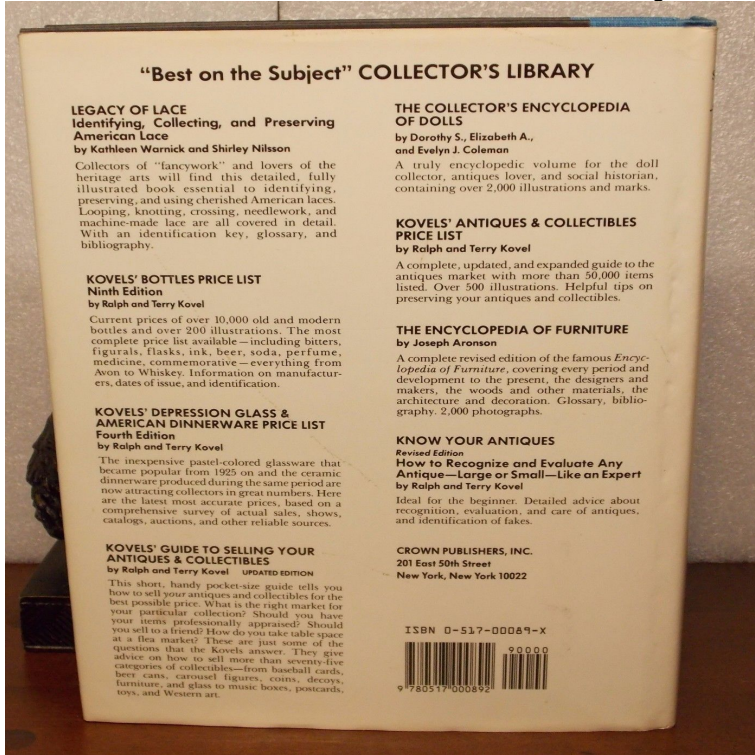 "Best on the Subject" COLLECTOR'S LIBRARY
LEGACY OF LACE
Identifying, Collecting, and Preserving
American Lace
by Kathleen Warnick and Shirley Nilsson
Collectors of "fancywork" and lovers of the
heritage arts will find this detailed, fully
illustrated book essential to identifying,
preserving, and using cherished American laces.
Looping, knotting, crossing, needlework, and
machine-made lace are all covered in detail.
With an identification key, glossary, and
bibliography.
KOVELS' BOTTLES PRICE LIST
Ninth Edition
by Ralph and Terry Kovel
Current prices of over 10,000 old and modern
bottles and over 200 illustrations. The most
complete price list available—including bitters,
figurals, flasks, ink, beer, soda, perfume,
medicine, commemorative—everything from
Avon to Whiskey. Information on manufactur-
ers, dates of issue, and identification.
KOVELS' DEPRESSION GLASS &
AMERICAN DINNERWARE PRICE LIST
Fourth Edition
by Ralph and Terry Kovel
The inexpensive pastel-colored glassware that
became popular from 1925 on and the ceramic
dinnerware produced during the same period are
now attracting collectors in great numbers. Here
are the latest most accurate prices, based on a
comprehensive survey of actual sales, shows,
catalogs, auctions, and other reliable sources.
KOVELS' GUIDE TO SELLING YOUR
ANTIQUES & COLLECTIBLES
by Ralph and Terry Kovel UPDATED EDITION
This short, handy pocket-size guide tells you
how to sell your antiques and collectibles for the
best possible price. What is the right market for
your particular collection? Should you have
your items professionally appraised? Should
you sell to a friend? How do you take table space
at a flea market? These are just some of the
questions that the Kovels answer. They give
advice on how to sell more than seventy-five
categories of collectibles—from baseball cards,
beer cans, carousel figures, coins, decoys,
furniture, and glass to music boxes, postcards,
toys, and Western art.
THE COLLECTOR'S ENCYCLOPEDIA
OF DOLLS
by Dorothy S., Elizabeth A.,
and Evelyn J. Coleman
A truly encyclopedic volume for the doll
collector, antiques lover, and social historian,
containing over 2,000 illustrations and marks.
KOVELS' ANTIQUES & COLLECTIBLES
PRICE LIST
by Ralph and Terry Kovel
A complete, updated, and expanded guide to the
antiques market with more than 50,000 items
listed. Over 500 illustrations. Helpful tips on
preserving your antiques and collectibles.
THE ENCYCLOPEDIA OF FURNITURE
by Joseph Aronson
A complete revised edition of the famous Encyc-
lopedia of Furniture, covering every period and
development to the present, the designers and
makers, the woods and other materials, the
architecture and decoration. Glossary, biblio-
graphy. 2,000 photographs.
KNOW YOUR ANTIQUES
Revised Edition
How to Recognize and Evaluate Any
Antique—Large or Small—Like an Expert
by Ralph and Terry Kovel
Ideal for the beginner. Detailed advice about
recognition, evaluation, and care of antiques,
and identification of fakes.
CROWN PUBLISHERS, INC.
201 East 50th Street
New York, New York 10022
ISBN 0-517-00089-X
90000
9 780517 000892